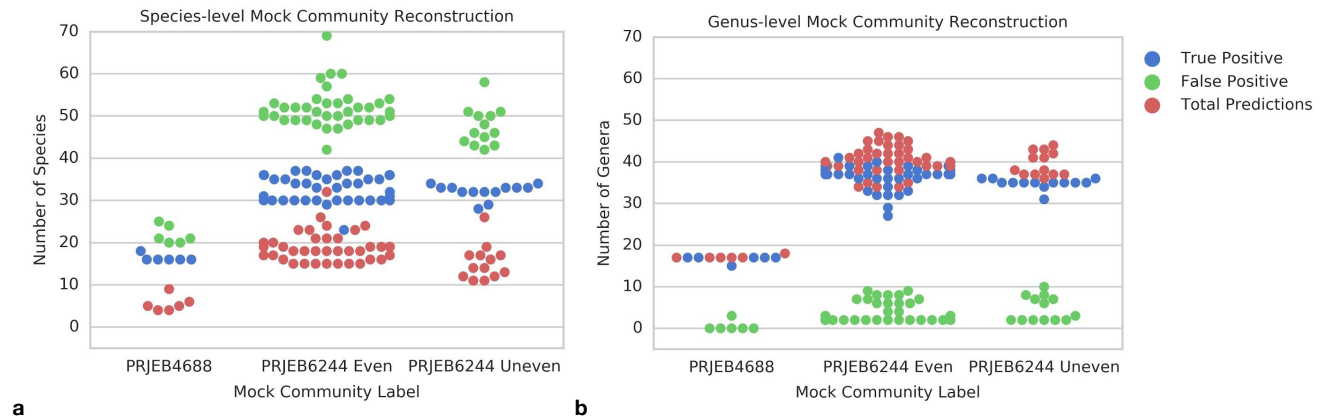 Species-level Mock Community Reconstruction
70
60
50
40
30
20
10
0
Number of Species
PRJEB4688 PRJEB6244 Even PRJEB6244 Uneven
Mock Community Label
a
Genus-level Mock Community Reconstruction
70
60
50
40
30
20
10
0
Number of Genera
PRJEB4688 PRJEB6244 Even PRJEB6244 Uneven
Mock Community Label
b
True Positive
False Positive
Total Predictions